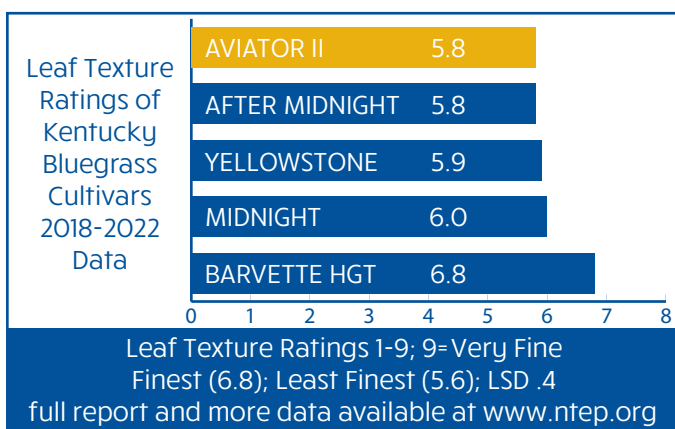 Leaf Texture
Ratings of
Kentucky
Bluegrass
Cultivars
2018-2022
Data
AVIATOR II 5.8
AFTER MIDNIGHT 5.8
YELLOWSTONE 5.9
MIDNIGHT 6.0
BARVETTE HGT 6.8
0 1 2 3 4 5 6 7 8
Leaf Texture Ratings 1-9; 9=Very Fine
Finest (6.8); Least Finest (5.6); LSD .4
full report and more data available at www.ntep.org